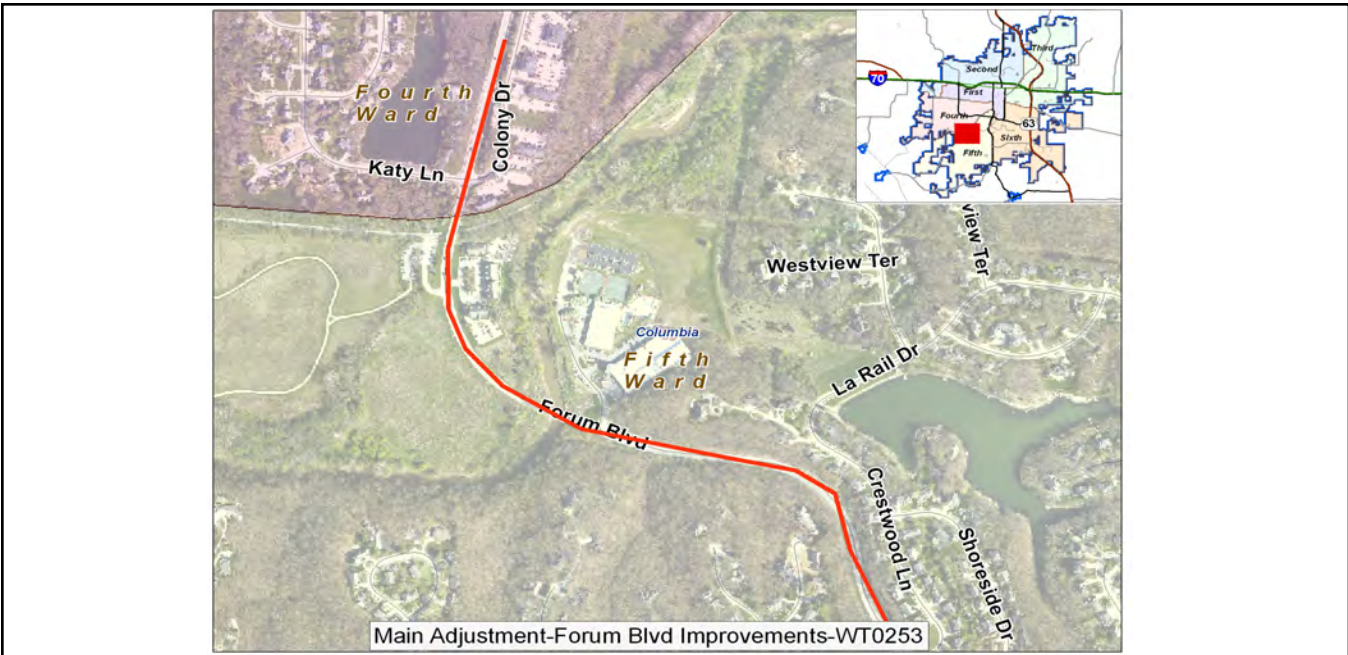 Fourth
Ward
Katy Ln
Colony Dr
70
Second
Third
First
Fourth
63
Sixth
Fifth
view Ter
Westview Ter
Columbia
Fifth
Ward
La Rail Dr
Forum Blvd
Crestwood Ln
Shoreside Dr
Main Adjustment-Forum Blvd Improvements-WT0253